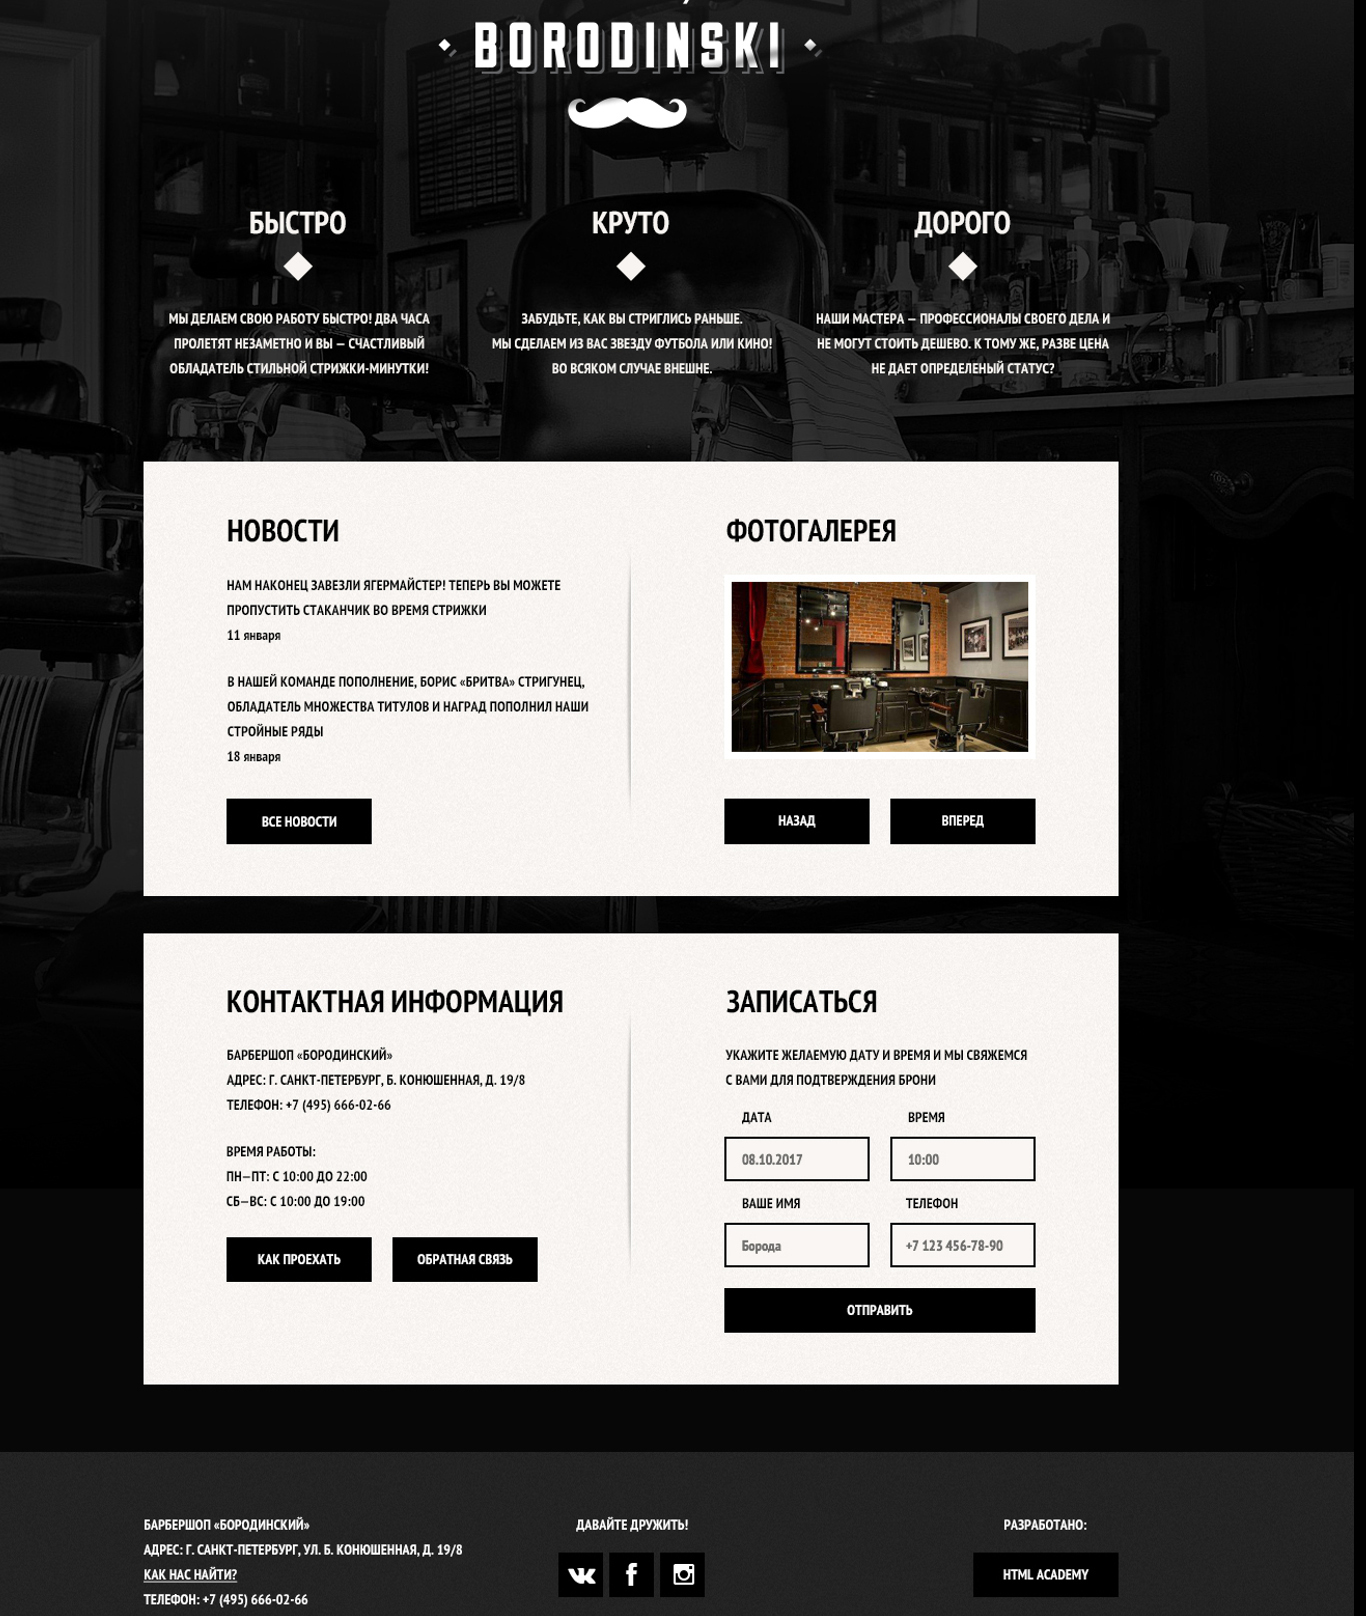 BORODINSKI
БЫСТРО
МЫ ДЕЛАЕМ СВОЮ РАБОТУ БЫСТРО! ДВА ЧАСА
ПРОЛЕТЯТ НЕЗАМЕТНО И ВЫ — СЧАСТЛИВЫЙ
ОБЛАДАТЕЛЬ СТИЛЬНОЙ СТРИЖКИ-МИНУТКИ!
КРУТО
ЗАБУДЬТЕ, КАК ВЫ СТРИГЛИСЬ РАНЬШЕ.
МЫ СДЕЛАЕМ ИЗ ВАС ЗВЕЗДУ ФУТБОЛА ИЛИ КИНО!
ВО ВСЯКОМ СЛУЧАЕ ВНЕШНЕ.
ДОРОГО
НАШИ МАСТЕРА — ПРОФЕССИОНАЛЫ СВОЕГО ДЕЛА И
НЕ МОГУТ СТОИТЬ ДЕШЕВО. К ТОМУ ЖЕ, РАЗВЕ ЦЕНА
НЕ ДАЕТ ОПРЕДЕЛЕНЫЙ СТАТУС?
НОВОСТИ
НАМ НАКОНЕЦ ЗАВЕЗЛИ ЯГЕРМАЙСТЕР! ТЕПЕРЬ ВЫ МОЖЕТЕ
ПРОПУСТИТЬ СТАКАНЧИК ВО ВРЕМЯ СТРИЖКИ
11 января
В НАШЕЙ КОМАНДЕ ПОПОЛНЕНИЕ, БОРИС «БРИТВА» СТРИГУНЕЦ,
ОБЛАДАТЕЛЬ МНОЖЕСТВА ТИТУЛОВ И НАГРАД ПОПОЛНИЛ НАШИ
СТРОЙНЫЕ РЯДЫ
18 января
ВСЕ НОВОСТИ
ФОТОГАЛЕРЕЯ
НАЗАД
ВПЕРЕД
КОНТАКТНАЯ ИНФОРМАЦИЯ
БАРБЕРШОП «БОРОДИНСКИЙ»
АДРЕС: Г. САНКТ-ПЕТЕРБУРГ, Б. КОНЮШЕННАЯ, Д. 19/8
ТЕЛЕФОН: +7 (495) 666-02-66
ВРЕМЯ РАБОТЫ:
ПН—ПТ: С 10:00 ДО 22:00
СБ—ВС: С 10:00 ДО 19:00
КАК ПРОЕХАТЬ
ОБРАТНАЯ СВЯЗЬ
ЗАПИСАТЬСЯ
УКАЖИТЕ ЖЕЛАЕМУЮ ДАТУ И ВРЕМЯ И МЫ СВЯЖЕМСЯ
С ВАМИ ДЛЯ ПОДТВЕРЖДЕНИЯ БРОНИ
ДАТА
ВРЕМЯ
08.10.2017
10:00
ВАШЕ ИМЯ
ТЕЛЕФОН
Борода
+7 123 456-78-90
ОТПРАВИТЬ
БАРБЕРШОП «БОРОДИНСКИЙ»
АДРЕС: Г. САНКТ-ПЕТЕРБУРГ, УЛ. Б. КОНЮШЕННАЯ, Д. 19/8
КАК НАС НАЙТИ?
ТЕЛЕФОН: +7 (495) 666-02-66
ДАВАЙТЕ ДРУЖИТЬ!
РАЗРАБОТАНО:
HTML ACADEMY